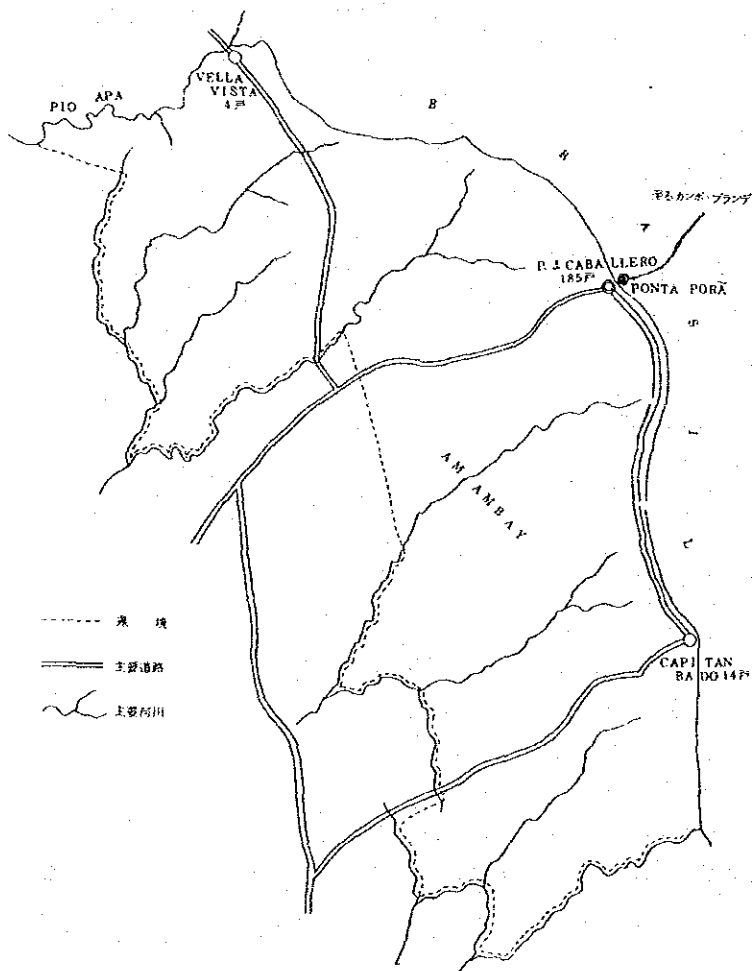 VELLA
VISTA
4戸
PIO APA
B
R
A
S
I
L
至るカンポ・グランデ
P. J. CABALLERO
185戸
PONTA PORÃ
AMAMBAY
CAPITAN
BADO 14戸
県境
主要道路
主要河川